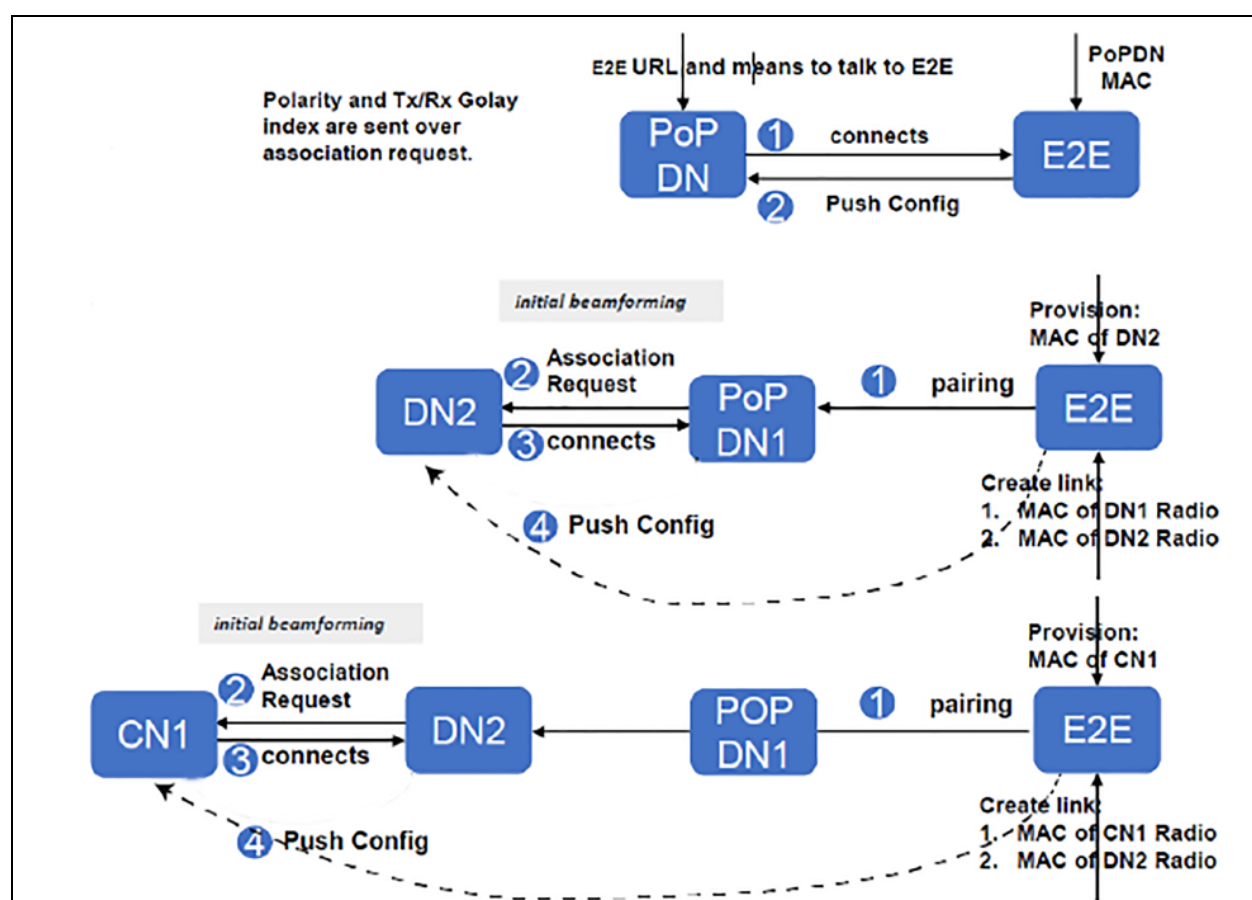 E2E URL and means to talk to E2E
PoPDN
MAC
Polarity and Tx/Rx Golay
index are sent over
association request.
PoP
DN
1
connects
E2E
2
Push Config
initial beamforming
Provision:
MAC of DN2
2
Association
Request
1
pairing
DN2
PoP
DN1
E2E
3
connects
Create link:
1. MAC of DN1 Radio
2. MAC of DN2 Radio
4
Push Config
initial beamforming
Provision:
MAC of CN1
2
Association
Request
1
pairing
CN1
DN2
POP
DN1
E2E
3
connects
Create link:
1. MAC of CN1 Radio
2. MAC of DN2 Radio
4
Push Config